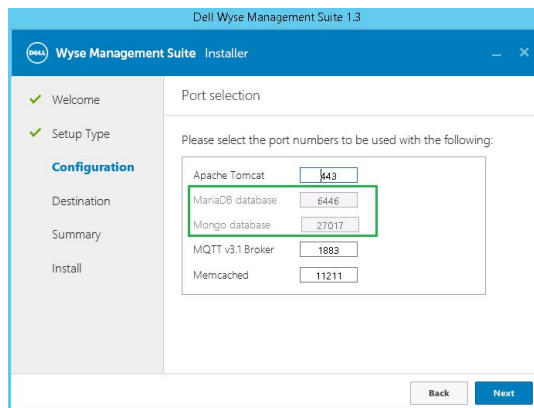 Dell Wyse Management Suite 1.3
DELL Wyse Management Suite Installer
Welcome
Setup Type
Configuration
Destination
Summary
Install
Port selection
Please select the port numbers to be used with the following:
Apache Tomcat 443
MariaDB database 6446
Mongo database 27017
MQTT v3.1 Broker 1883
Memcached 11211
Back Next